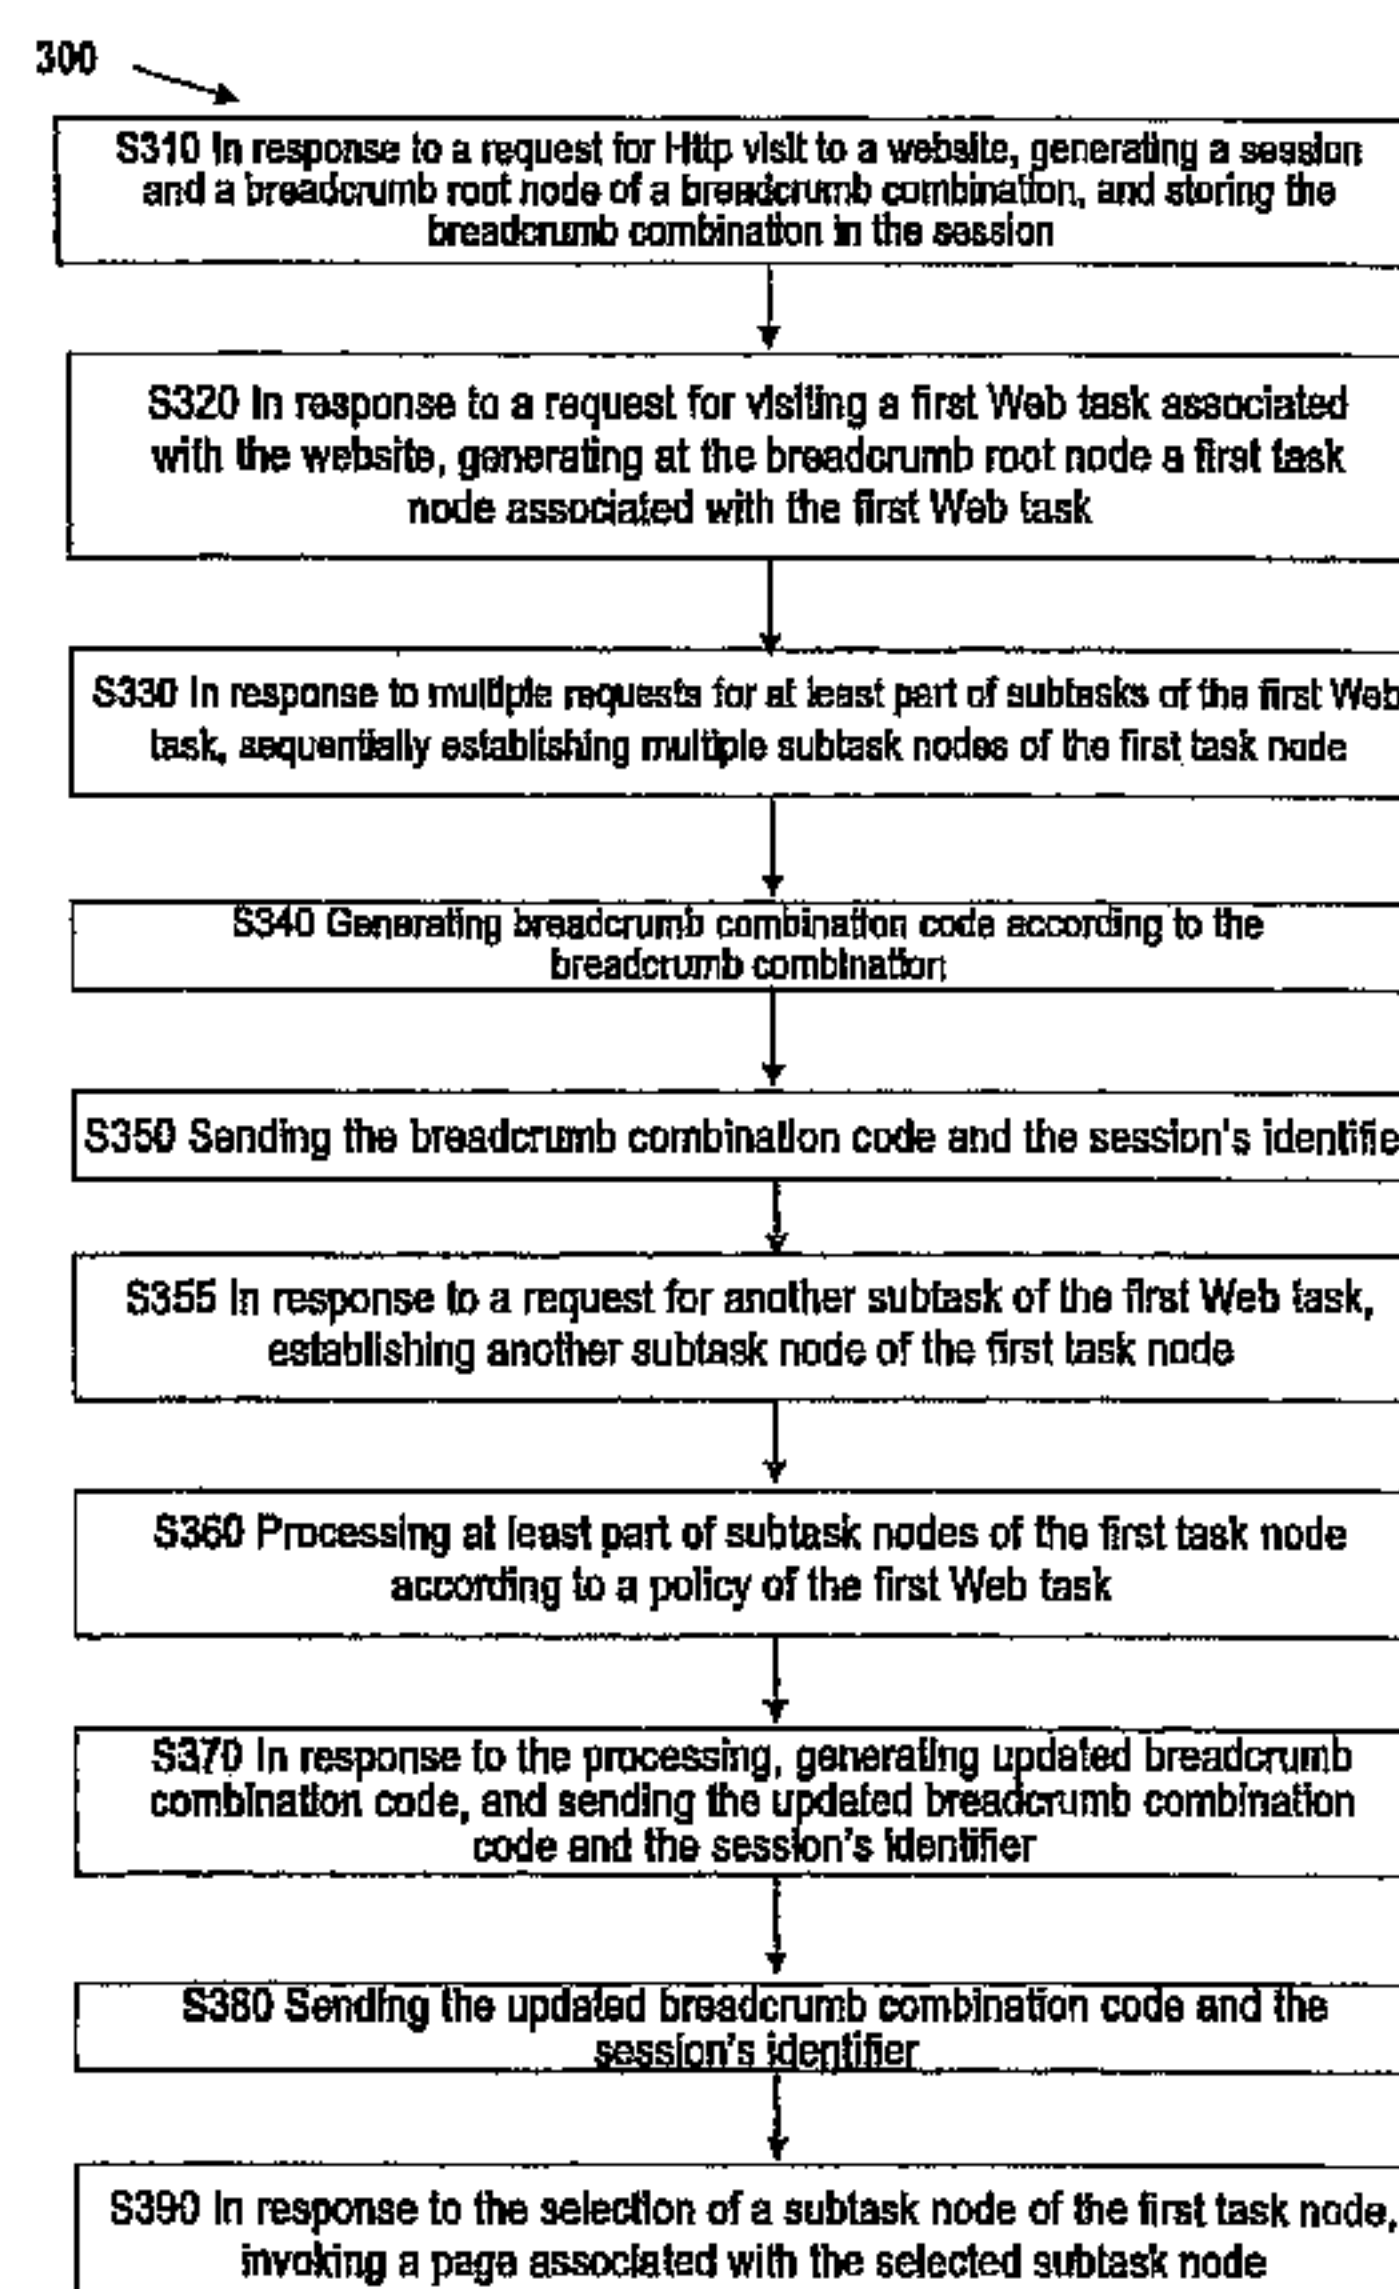 300
S310 In response to a request for Http visit to a website, generating a session
and a breadcrumb root node of a breadcrumb combination, and storing the
breadcrumb combination in the session
S320 In response to a request for visiting a first Web task associated
with the website, generating at the breadcrumb root node a first task
node associated with the first Web task
S330 In response to multiple requests for at least part of subtasks of the first Web
task, sequentially establishing multiple subtask nodes of the first task node
S340 Generating breadcrumb combination code according to the
breadcrumb combination
S350 Sending the breadcrumb combination code and the session's identifie
S355 In response to a request for another subtask of the first Web task,
establishing another subtask node of the first task node
S360 Processing at least part of subtask nodes of the first task node
according to a policy of the first Web task
S370 In response to the processing, generating updated breadcrumb
combination code, and sending the updated breadcrumb combination
code and the session's identifier
S380 Sending the updated breadcrumb combination code and the
session's identifier
S390 In response to the selection of a subtask node of the first task node,
invoking a page associated with the selected subtask node